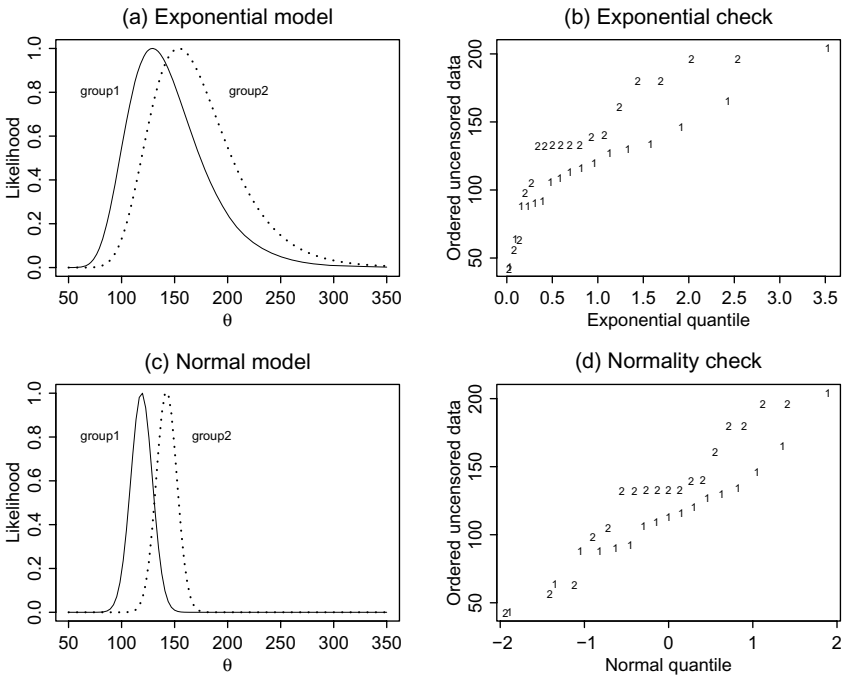 (a) Exponential model
Likelihood
0.0 0.2 0.4 0.6 0.8 1.0
group1
group2
50 100 150 200 250 300 350
θ
(b) Exponential check
Ordered uncensored data
50 100 150 200
0.0 0.5 1.0 1.5 2.0 2.5 3.0 3.5
Exponential quantile
(c) Normal model
Likelihood
0.0 0.2 0.4 0.6 0.8 1.0
group1
group2
50 100 150 200 250 300 350
θ
(d) Normality check
Ordered uncensored data
50 100 150 200
−2 −1 0 1 2
Normal quantile